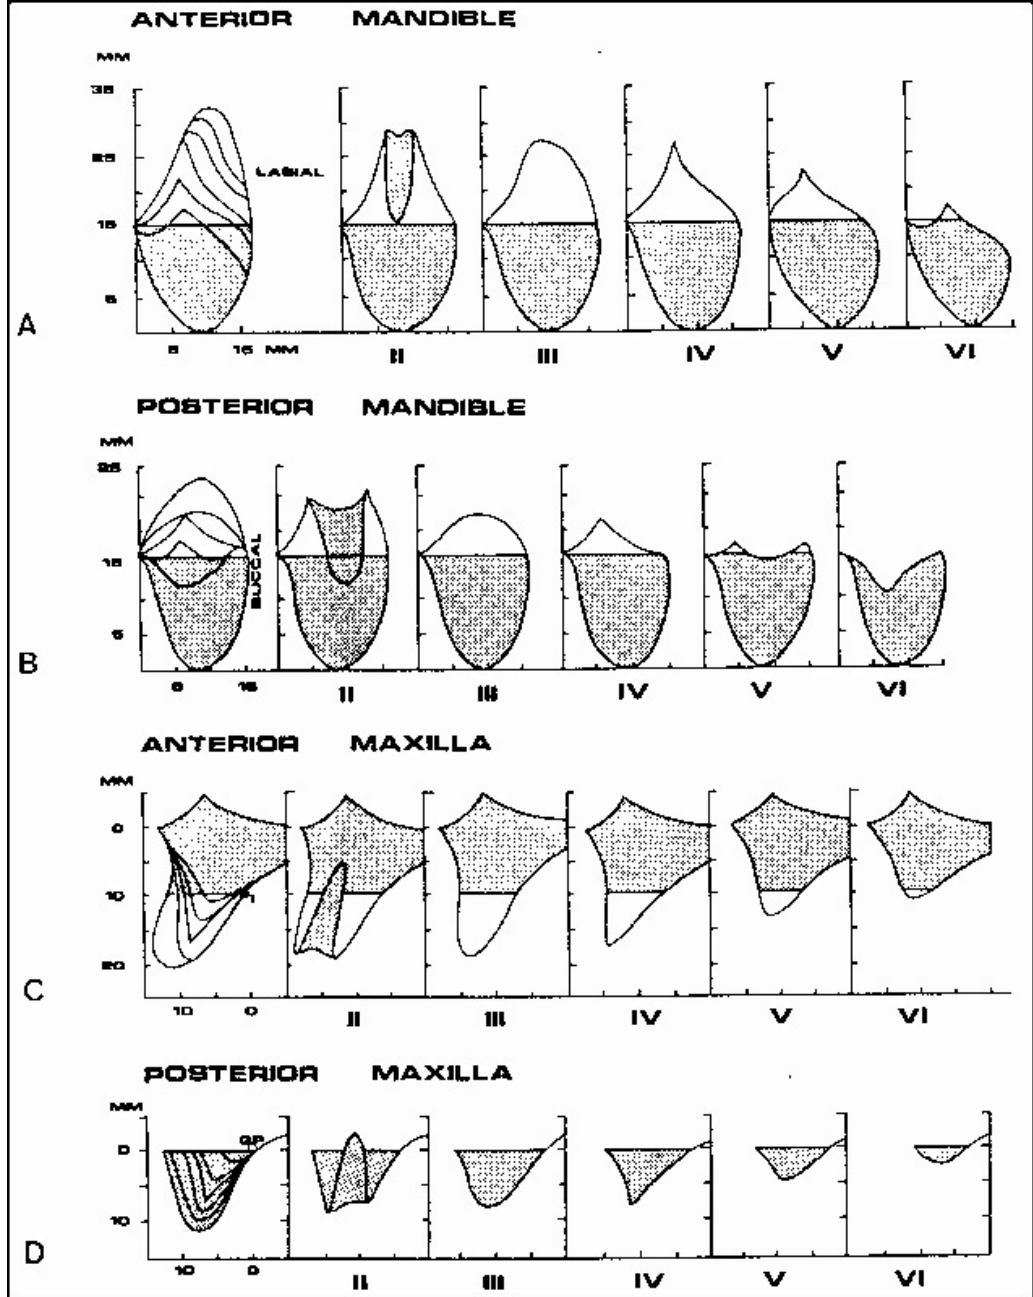 ANTERIOR MANDIBLE
MM
35
25
LABIAL
15
5
A
5 15 MM
II III IV V VI
POSTERIOR MANDIBLE
MM
25
15
BUCCAL
5
B
5 15
II III IV V VI
ANTERIOR MAXILLA
MM
0
10
20
C
10 0
II III IV V VI
POSTERIOR MAXILLA
MM
GP
0
10
D
10 0
II III IV V VI